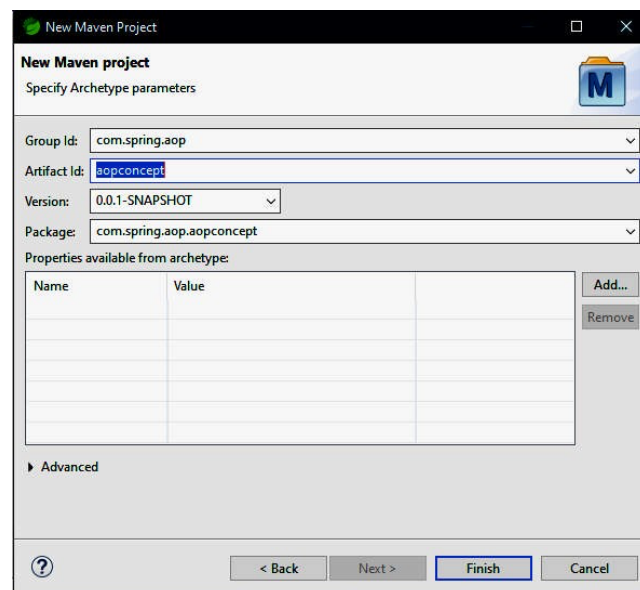 New Maven Project
New Maven project
Specify Archetype parameters
M
Group Id: com.spring.aop
Artifact Id: aopconcept
Version: 0.0.1-SNAPSHOT
Package: com.spring.aop.aopconcept
Properties available from archetype:
Name Value
Add...
Remove
Advanced
? < Back Next > Finish Cancel